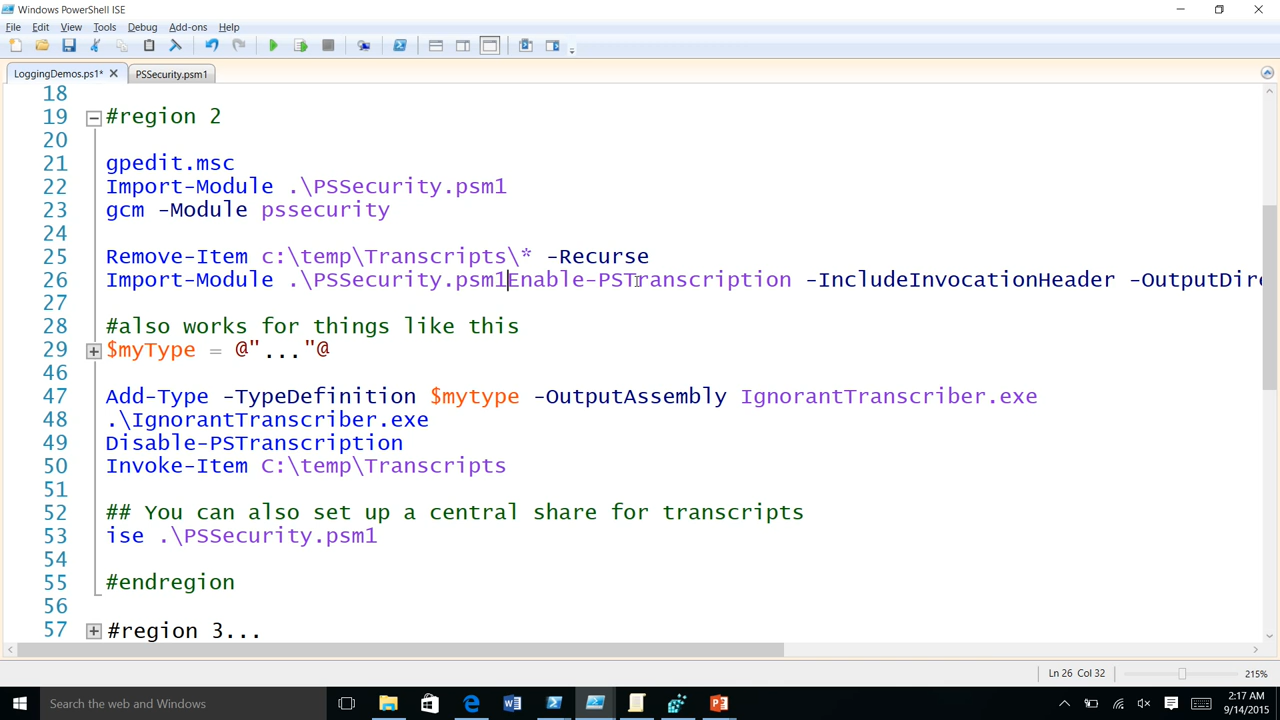 Windows PowerShell ISE
File Edit View Tools Debug Add-ons Help
LoggingDemos.ps1* PSSecurity.psm1
18
19 #region 2
20
21 gpedit.msc
22 Import-Module .\PSSecurity.psm1
23 gcm -Module pssecurity
24
25 Remove-Item c:\temp\Transcripts\* -Recurse
26 Import-Module .\PSSecurity.psm1Enable-PSTranscription -IncludeInvocationHeader -OutputDire
27
28 #also works for things like this
29 $myType = @"..."@
46
47 Add-Type -TypeDefinition $mytype -OutputAssembly IgnorantTranscriber.exe
48 .\IgnorantTranscriber.exe
49 Disable-PSTranscription
50 Invoke-Item C:\temp\Transcripts
51
52 ## You can also set up a central share for transcripts
53 ise .\PSSecurity.psm1
54
55 #endregion
56
57 #region 3...
Ln 26 Col 32 215%
Search the web and Windows
2:17 AM
9/14/2015